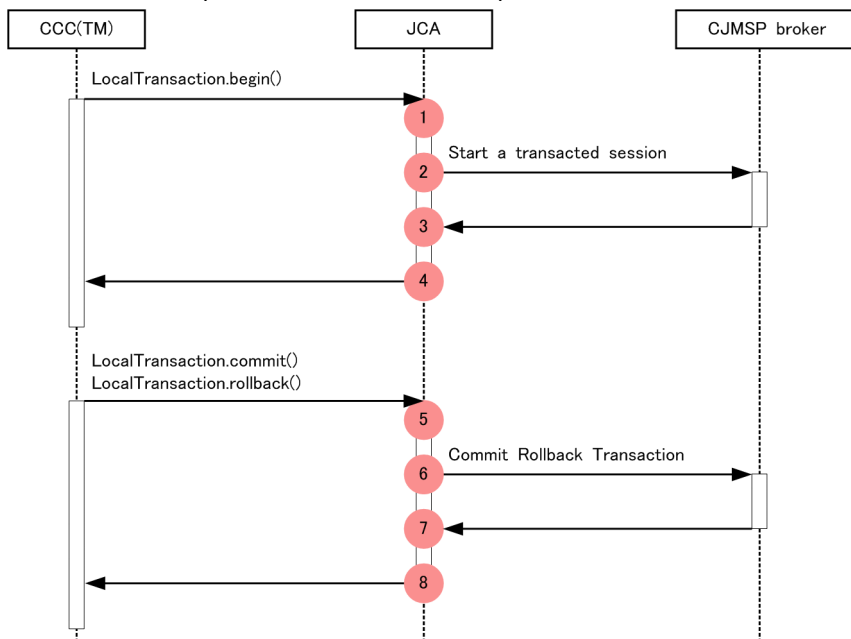 CCC(TM)
JCA
CJMSP broker
LocalTransaction.begin()
1
Start a transacted session
2
3
4
LocalTransaction.commit()
LocalTransaction.rollback()
5
Commit Rollback Transaction
6
7
8